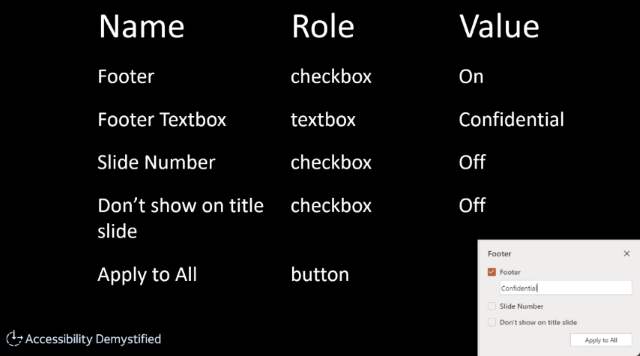 Name Role Value
Footer checkbox On
Footer Textbox textbox Confidential
Slide Number checkbox Off
Don't show on title checkbox Off
slide
Apply to All button
Footer
Footer
Confidential
Slide Number
Don't show on title slide
Apply to All
Accessibility Demystified